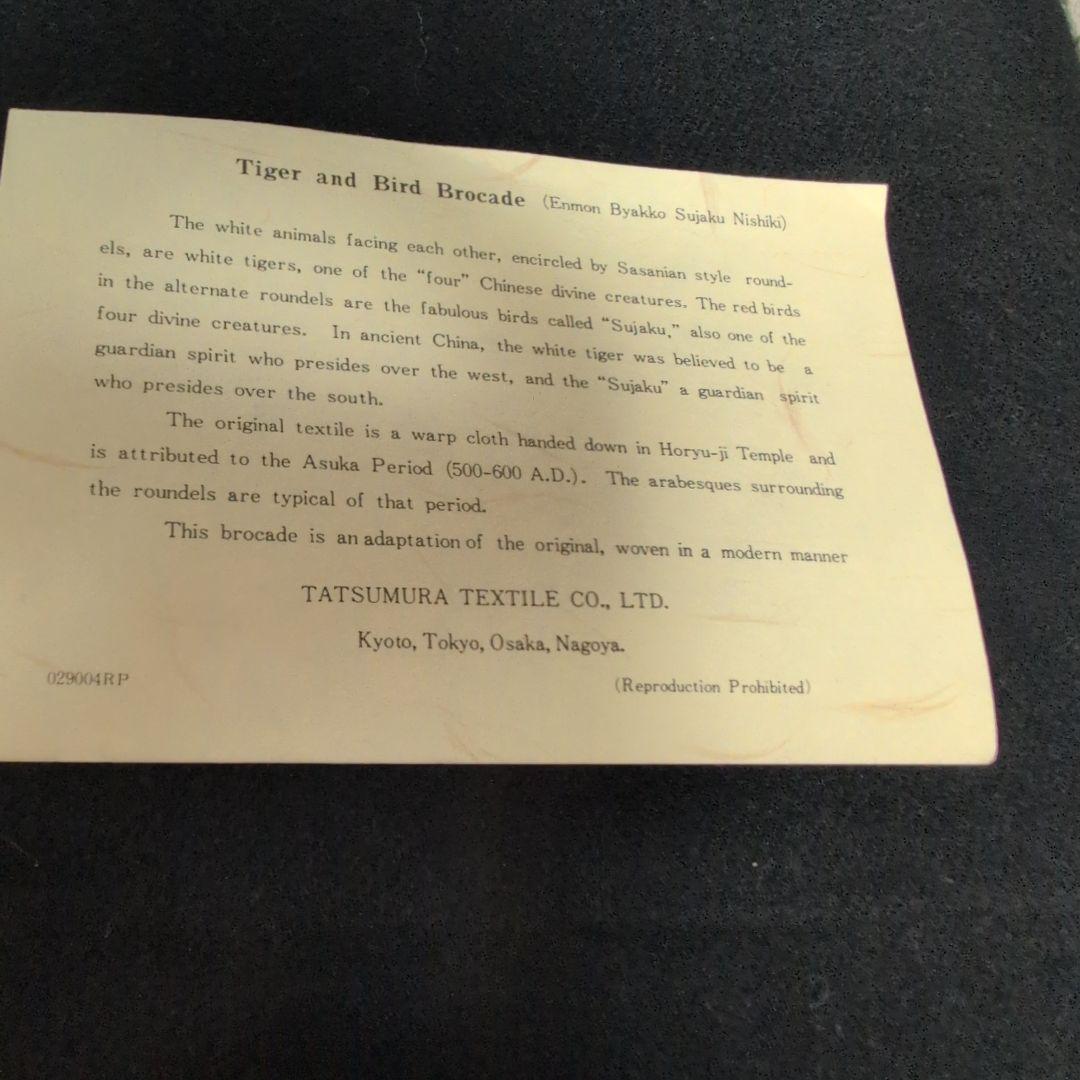 Tiger and Bird Brocade (Enmon Byakko Sujaku Nishiki)
The white animals facing each other, encircled by Sasanian style round-
els, are white tigers, one of the “four” Chinese divine creatures. The red birds
in the alternate roundels are the fabulous birds called “Sujaku,” also one of the
four divine creatures. In ancient China, the white tiger was believed to be a
guardian spirit who presides over the west, and the “Sujaku” a guardian spirit
who presides over the south.
The original textile is a warp cloth handed down in Horyu-ji Temple and
is attributed to the Asuka Period (500-600 A.D.). The arabesques surrounding
the roundels are typical of that period.
This brocade is an adaptation of the original, woven in a modern manner
TATSUMURA TEXTILE CO., LTD.
Kyoto, Tokyo, Osaka, Nagoya.
029004RP
(Reproduction Prohibited)